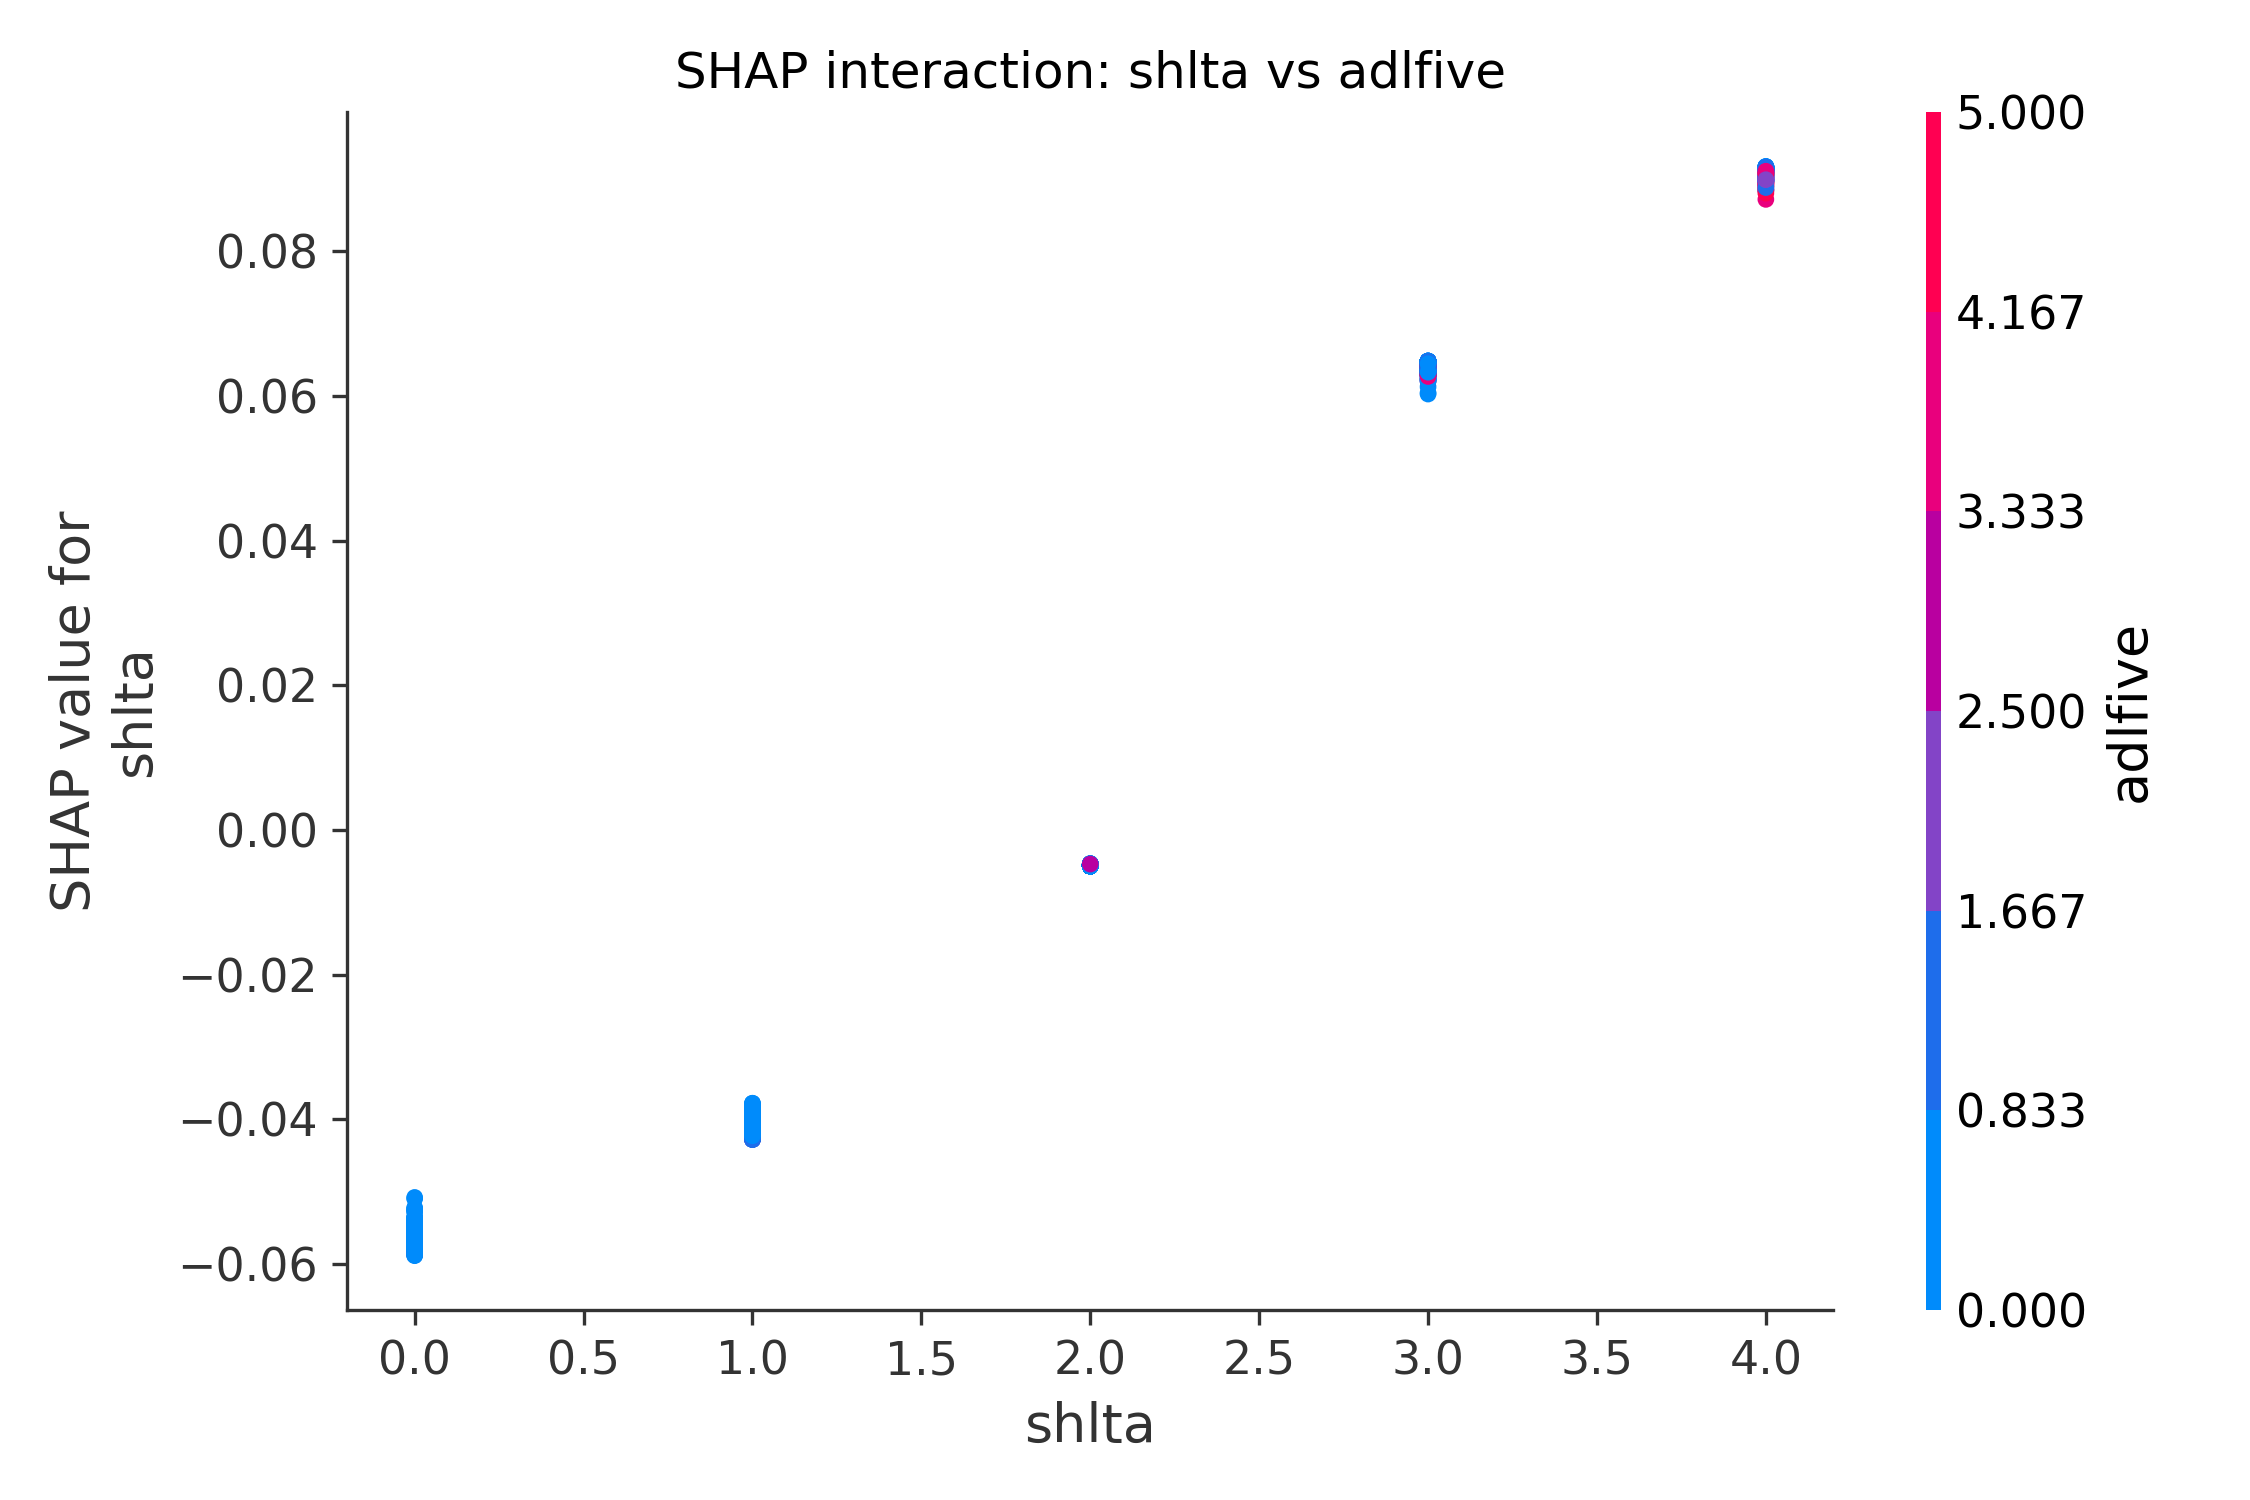 SHAP interaction: shlta vs adlfive
SHAP value for
shlta
0.08
0.06
0.04
0.02
0.00
−0.02
−0.04
−0.06
0.0 0.5 1.0 1.5 2.0 2.5 3.0 3.5 4.0
shlta
5.000
4.167
3.333
2.500
1.667
0.833
0.000
adlfive